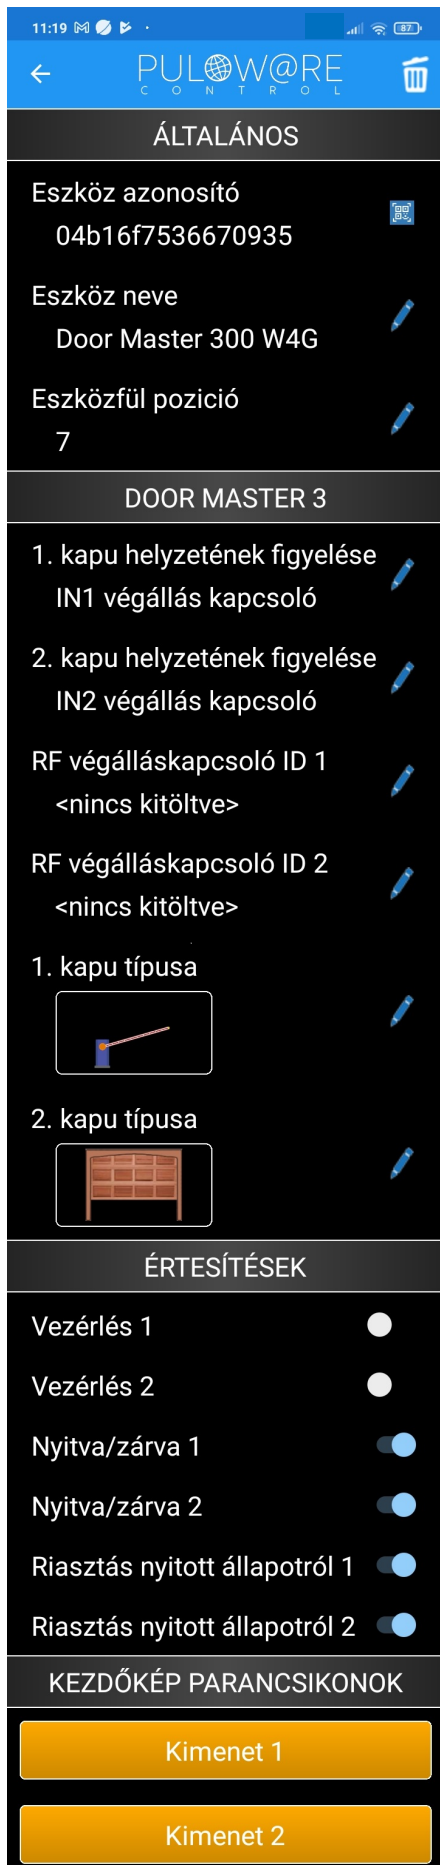 11:19
87
PULOW@RE
CONTROL
ÁLTALÁNOS
Eszköz azonosító
04b16f7536670935
Eszköz neve
Door Master 300 W4G
Eszközfül pozició
7
DOOR MASTER 3
1. kapu helyzetének figyelése
IN1 végállás kapcsoló
2. kapu helyzetének figyelése
IN2 végállás kapcsoló
RF végálláskapcsoló ID 1
<nincs kitöltve>
RF végálláskapcsoló ID 2
<nincs kitöltve>
1. kapu típusa
2. kapu típusa
ÉRTESÍTÉSEK
Vezérlés 1
Vezérlés 2
Nyitva/zárva 1
Nyitva/zárva 2
Riasztás nyitott állapotról 1
Riasztás nyitott állapotról 2
KEZDŐKÉP PARANCSIKONOK
Kimenet 1
Kimenet 2